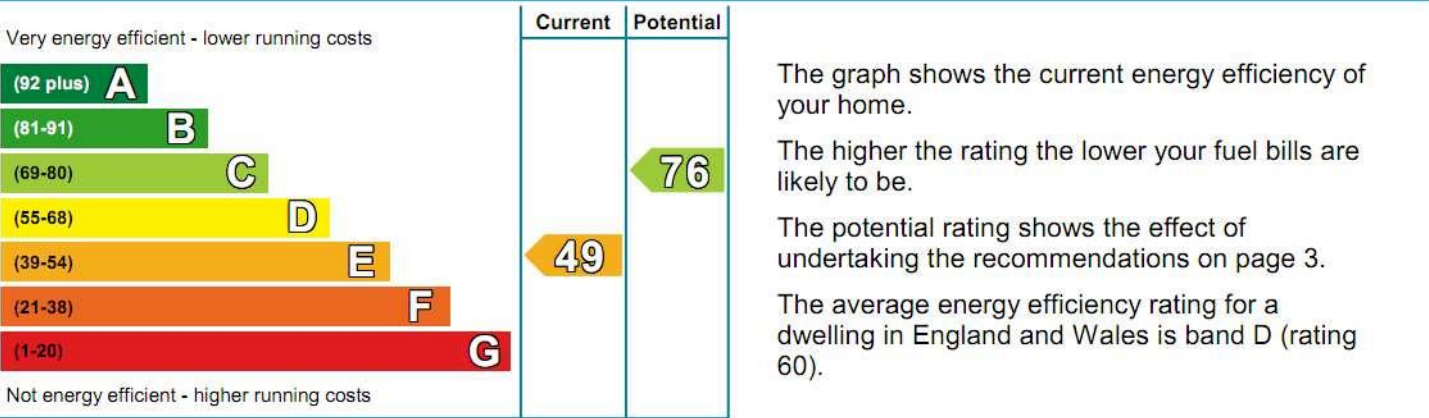 Current Potential
Very energy efficient - lower running costs
(92 plus) A
(81-91) B
(69-80) C
76
(55-68) D
(39-54) E
49
(21-38) F
(1-20) G
Not energy efficient - higher running costs
The graph shows the current energy efficiency of
your home.
The higher the rating the lower your fuel bills are
likely to be.
The potential rating shows the effect of
undertaking the recommendations on page 3.
The average energy efficiency rating for a
dwelling in England and Wales is band D (rating
60).